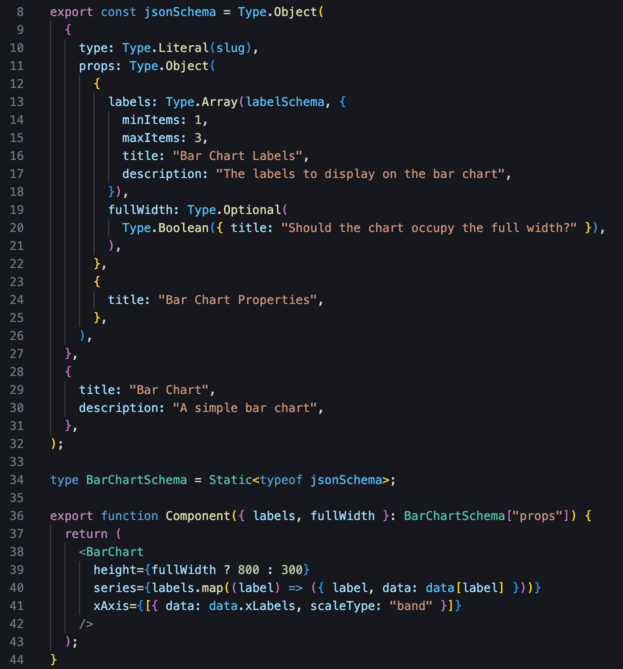 8 export const jsonSchema = Type.Object(
9   {
10     type: Type.Literal(slug),
11     props: Type.Object(
12       {
13         labels: Type.Array(labelSchema, {
14           minItems: 1,
15           maxItems: 3,
16           title: "Bar Chart Labels",
17           description: "The labels to display on the bar chart",
18         }),
19         fullWidth: Type.Optional(
20           Type.Boolean({ title: "Should the chart occupy the full width?" }),
21         ),
22       },
23       {
24         title: "Bar Chart Properties",
25       },
26     ),
27   },
28   {
29     title: "Bar Chart",
30     description: "A simple bar chart",
31   },
32 );
33
34 type BarChartSchema = Static<typeof jsonSchema>;
35
36 export function Component({ labels, fullWidth }: BarChartSchema["props"]) {
37   return (
38     <BarChart
39       height={fullWidth ? 800 : 300}
40       series={labels.map((label) => ({ label, data: data[label] }))}
41       xAxis={[{ data: data.xLabels, scaleType: "band" }]}
42     />
43   );
44 }